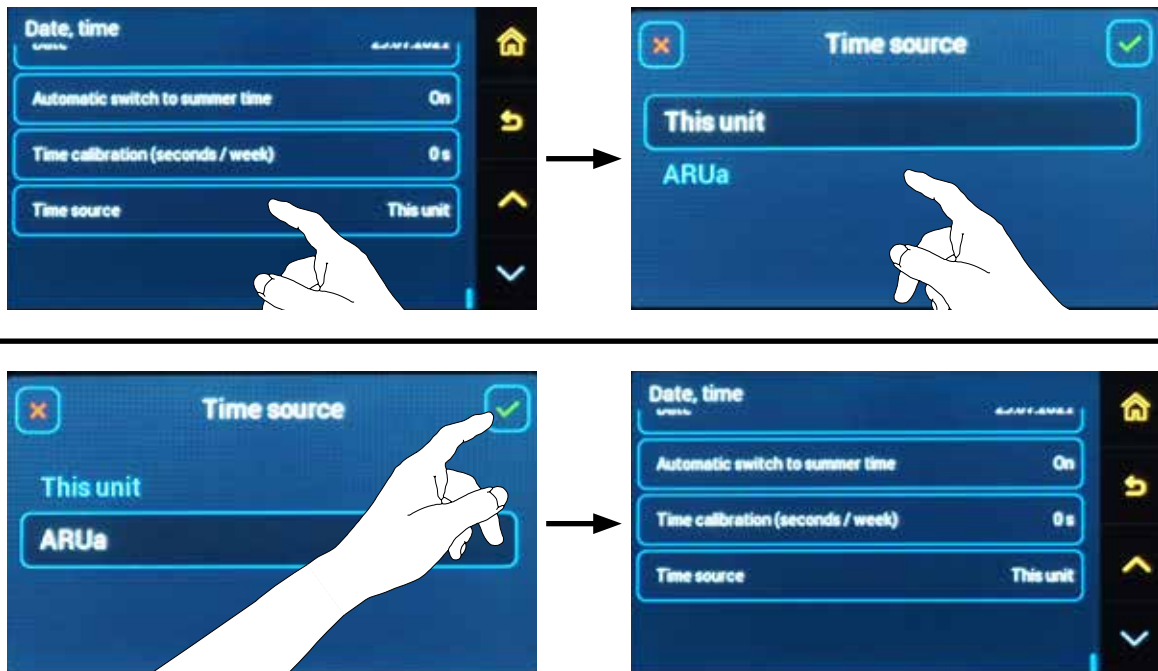 Date, time
Automatic switch to summer time On
Time calibration (seconds / week) 0 s
Time source This unit
Time source
This unit
ARUa
Time source
This unit
ARUa
Date, time
Automatic switch to summer time On
Time calibration (seconds / week) 0 s
Time source This unit